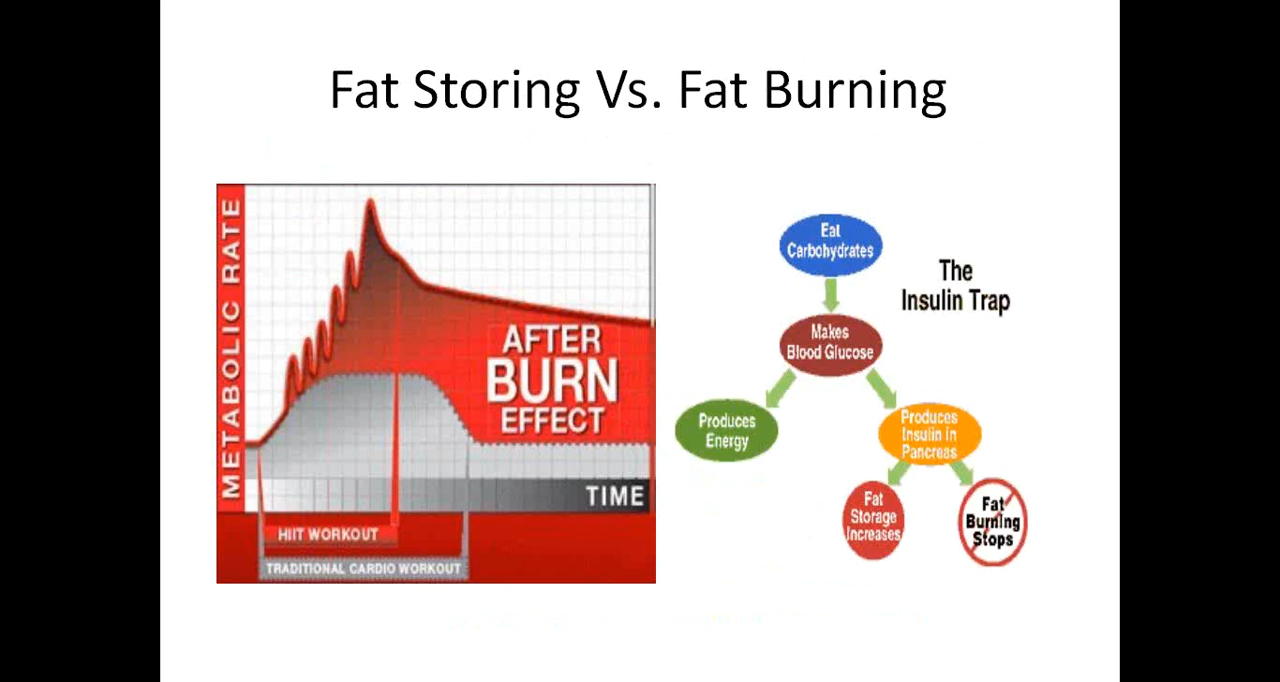 Fat Storing Vs. Fat Burning
METABOLIC RATE
AFTER
BURN
EFFECT
TIME
HIIT WORKOUT
TRADITIONAL CARDIO WORKOUT
The
Insulin Trap
Eat
Carbohydrates
Makes
Blood Glucose
Produces
Energy
Produces
Insulin in
Pancreas
Fat
Storage
Increases
Fat
Burning
Stops